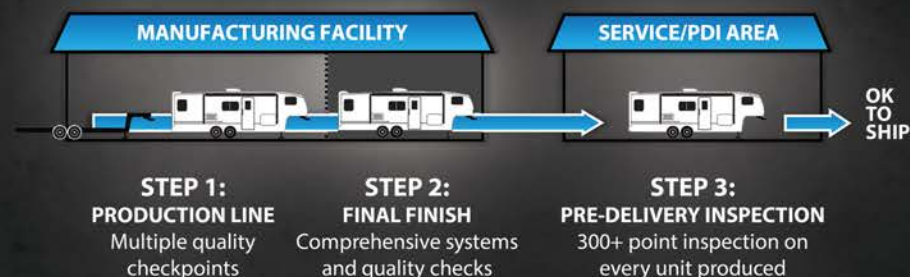 MANUFACTURING FACILITY
SERVICE/PDI AREA
OK
TO
SHIP
STEP 1:
PRODUCTION LINE
Multiple quality
checkpoints
STEP 2:
FINAL FINISH
Comprehensive systems
and quality checks
STEP 3:
PRE-DELIVERY INSPECTION
300+ point inspection on
every unit produced